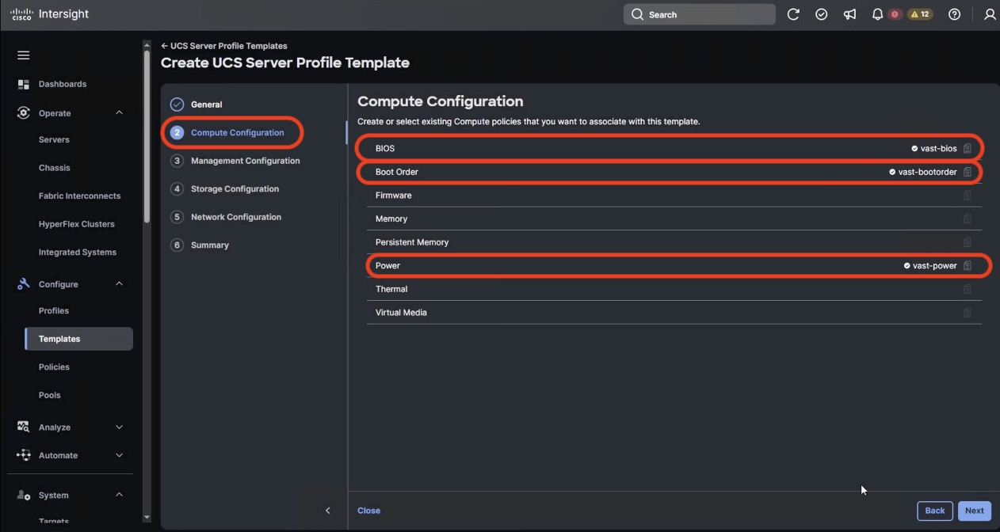 cisco Intersight
Search
12
Dashboards
Operate
Servers
Chassis
Fabric Interconnects
HyperFlex Clusters
Integrated Systems
Configure
Profiles
Templates
Policies
Pools
Analyze
Automate
System
Targets
← UCS Server Profile Templates
Create UCS Server Profile Template
General
2 Compute Configuration
3 Management Configuration
4 Storage Configuration
5 Network Configuration
6 Summary
Compute Configuration
Create or select existing Compute policies that you want to associate with this template.
BIOS vast-bios
Boot Order vast-bootorder
Firmware
Memory
Persistent Memory
Power vast-power
Thermal
Virtual Media
Close
Back Next